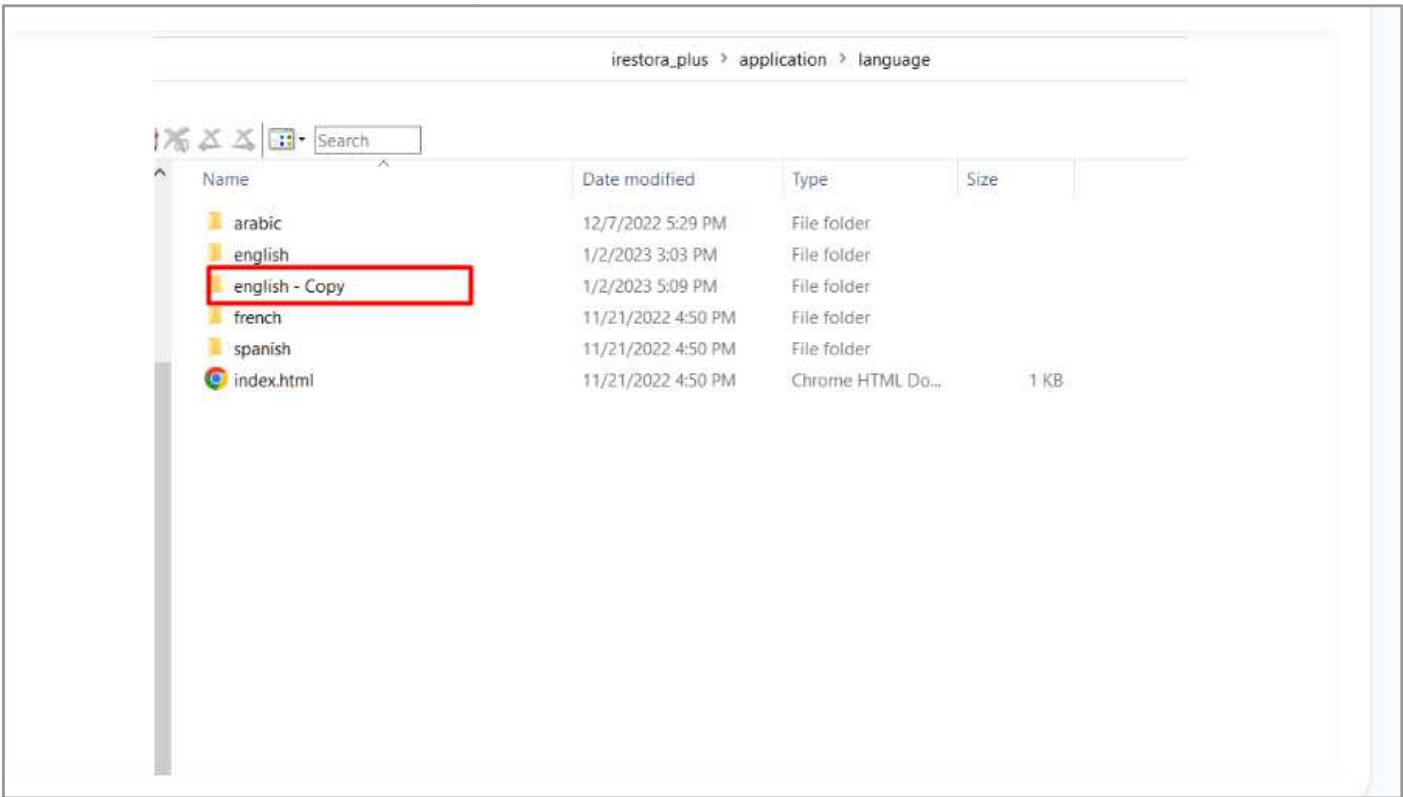 irestora_plus > application > language
Search
Name Date modified Type Size
arabic 12/7/2022 5:29 PM File folder
english 1/2/2023 3:03 PM File folder
english - Copy 1/2/2023 5:09 PM File folder
french 11/21/2022 4:50 PM File folder
spanish 11/21/2022 4:50 PM File folder
index.html 11/21/2022 4:50 PM Chrome HTML Do... 1 KB